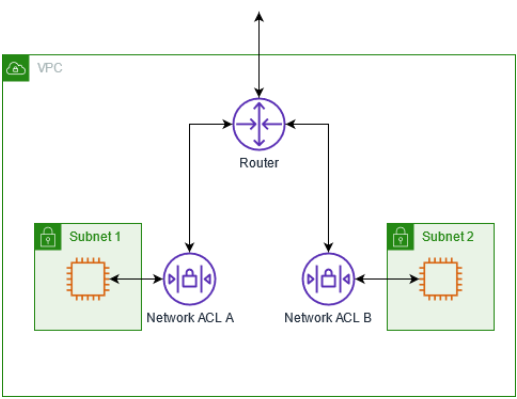 VPC
Router
Subnet 1
Subnet 2
Network ACL A
Network ACL B